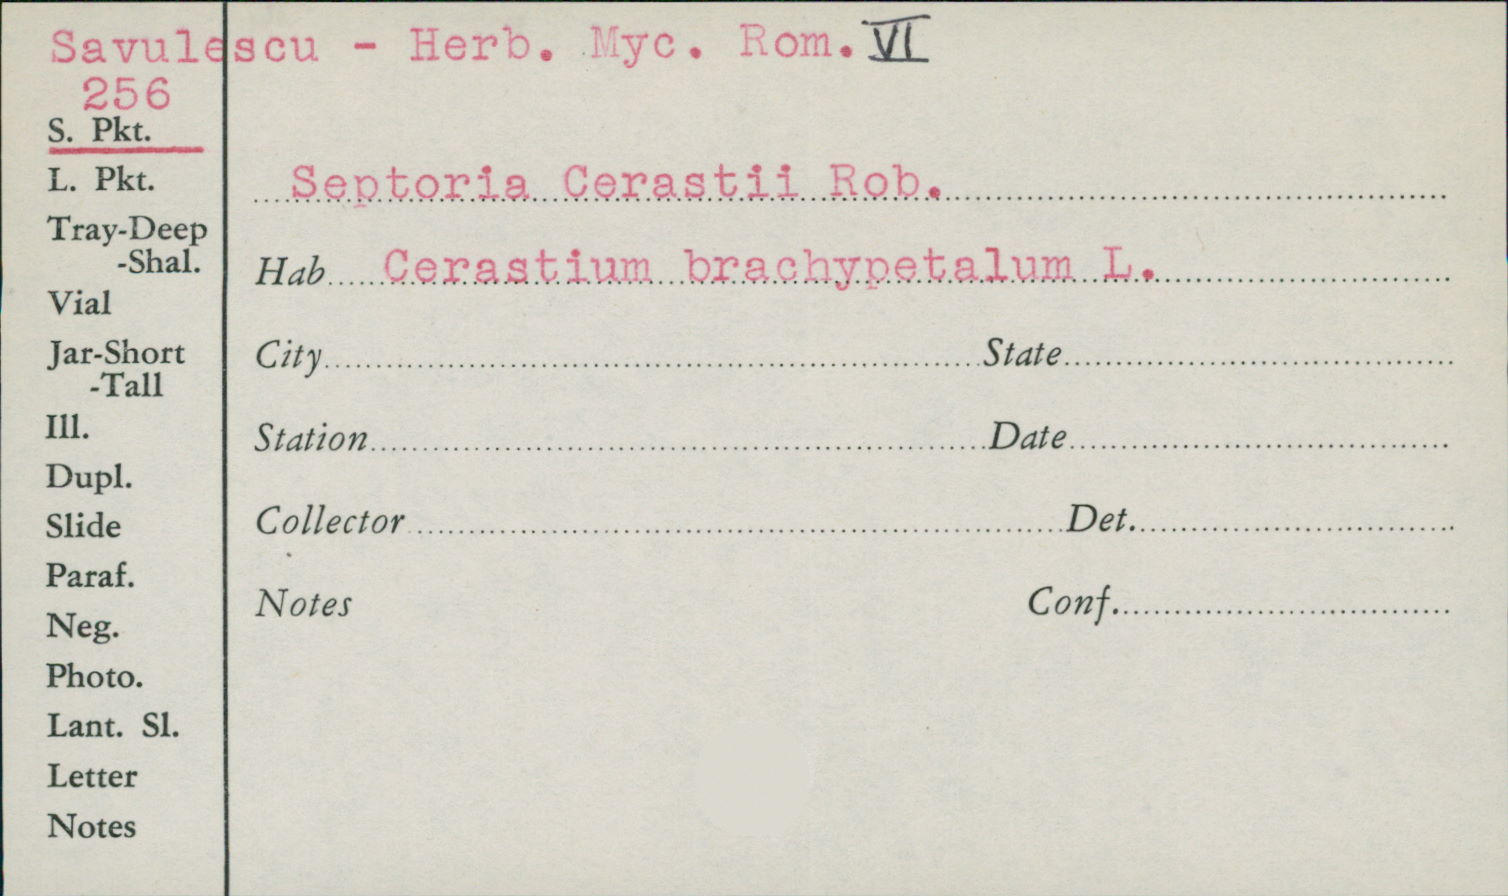 Savulescu - Herb. Myc. Rom. VI
256
S. Pkt.
L. Pkt.
Septoria Cerastii Rob.
Tray-Deep
-Shal.
Hab. Cerastium brachypetalum L.
Vial
Jar-Short
-Tall
City State
Ill.
Station Date
Dupl.
Slide
Collector Det.
Paraf.
Neg.
Notes Conf.
Photo.
Lant. Sl.
Letter
Notes